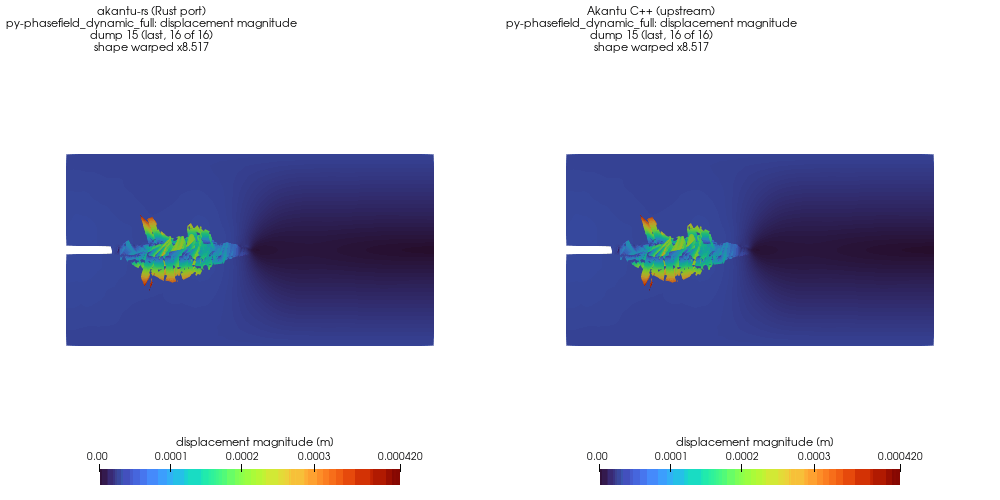 akantu-rs (Rust port)
py-phasefield_dynamic_full: displacement magnitude
dump 15 (last, 16 of 16)
shape warped x8.517
Akantu C++ (upstream)
py-phasefield_dynamic_full: displacement magnitude
dump 15 (last, 16 of 16)
shape warped x8.517
displacement magnitude (m)
0.00 0.0001 0.0002 0.0003 0.000420
displacement magnitude (m)
0.00 0.0001 0.0002 0.0003 0.000420